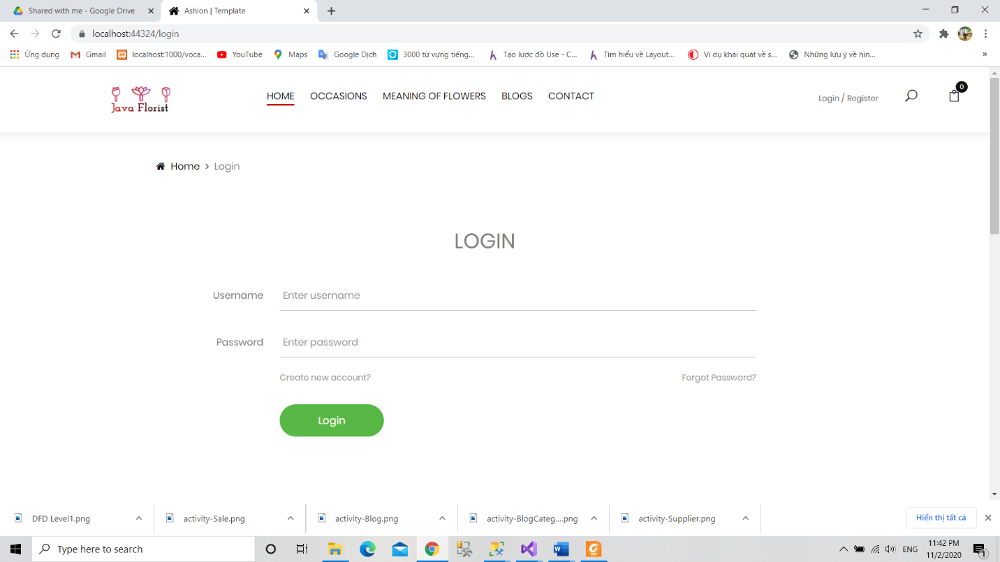 Shared with me - Google Drive
Ashion | Template
localhost:44324/login
Ứng dụng
Gmail
localhost:1000/voca...
YouTube
Maps
Google Dịch
3000 từ vựng tiếng...
Tạo lược đồ Use - C...
Tìm hiểu về Layout...
Ví dụ khái quát về s...
Những lưu ý về hìn...
»
Java Florist
HOME
OCCASIONS
MEANING OF FLOWERS
BLOGS
CONTACT
Login / Register
0
Home > Login
LOGIN
Username
Enter username
Password
Enter password
Create new account?
Forgot Password?
Login
DFD Level1.png
activity-Sale.png
activity-Blog.png
activity-BlogCateg....png
activity-Supplier.png
Hiển thị tất cả
Type here to search
ENG
11:42 PM
11/2/2020
1